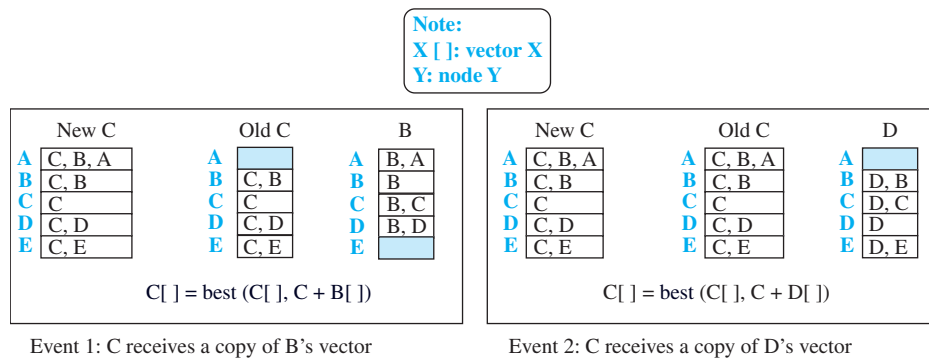 Note:
X [ ]: vector X
Y: node Y
New C Old C B
A C, B, A A A B, A
B C, B B C, B B B
C C C C C B, C
D C, D D C, D D B, D
E C, E E C, E E
C[ ] = best (C[ ], C + B[ ])
Event 1: C receives a copy of B's vector
New C Old C D
A C, B, A A C, B, A A
B C, B B C, B B D, B
C C C C C D, C
D C, D D C, D D D
E C, E E C, E E D, E
C[ ] = best (C[ ], C + D[ ])
Event 2: C receives a copy of D's vector